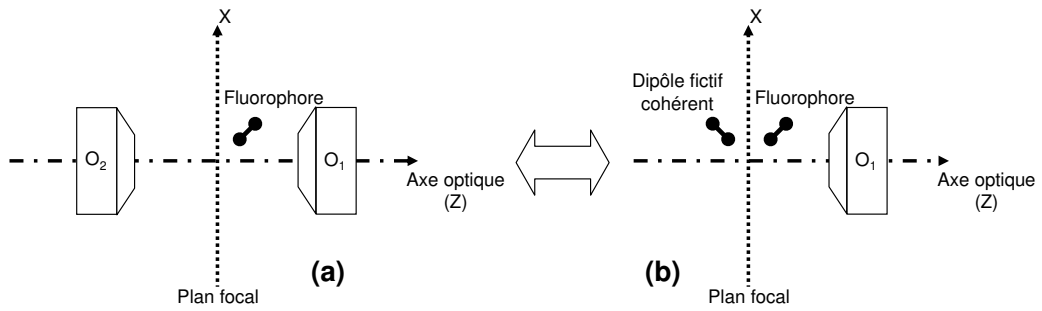 X
Fluorophore
O2
O1
Axe optique
(Z)
(a)
Plan focal
X
Dipôle fictif
cohérent
Fluorophore
O1
Axe optique
(Z)
(b)
Plan focal